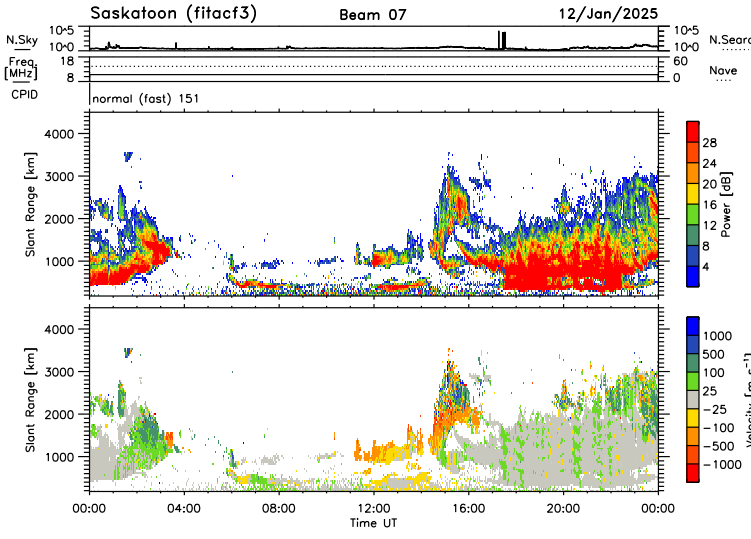 Saskatoon (fitacf3) Beam 07 12/Jan/2025
N.Sky 10^5 10^5 N.Searc
10^0 10^0
Freq. 18 60 Nave
[MHz] 8 0
CPID normal (fast) 151
Slant Range [km] 4000 3000 2000 1000
Power [dB] 28 24 20 16 12 8 4
Slant Range [km] 4000 3000 2000 1000
Velocity [m s⁻¹] 1000 500 100 25 -25 -100 -500 -1000
00:00 04:00 08:00 12:00 16:00 20:00 00:00
Time UT